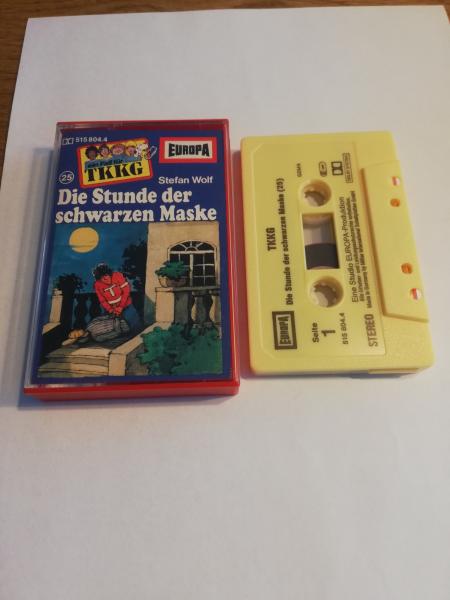 515 804.4
ein Fall für
TKKG
EUROPA
25
Stefan Wolf
Die Stunde der
schwarzen Maske
TKKG
Die Stunde der schwarzen Maske (25)
EUROPA
Seite
1
515 804.4
Eine Studio EUROPA-Produktion
STEREO